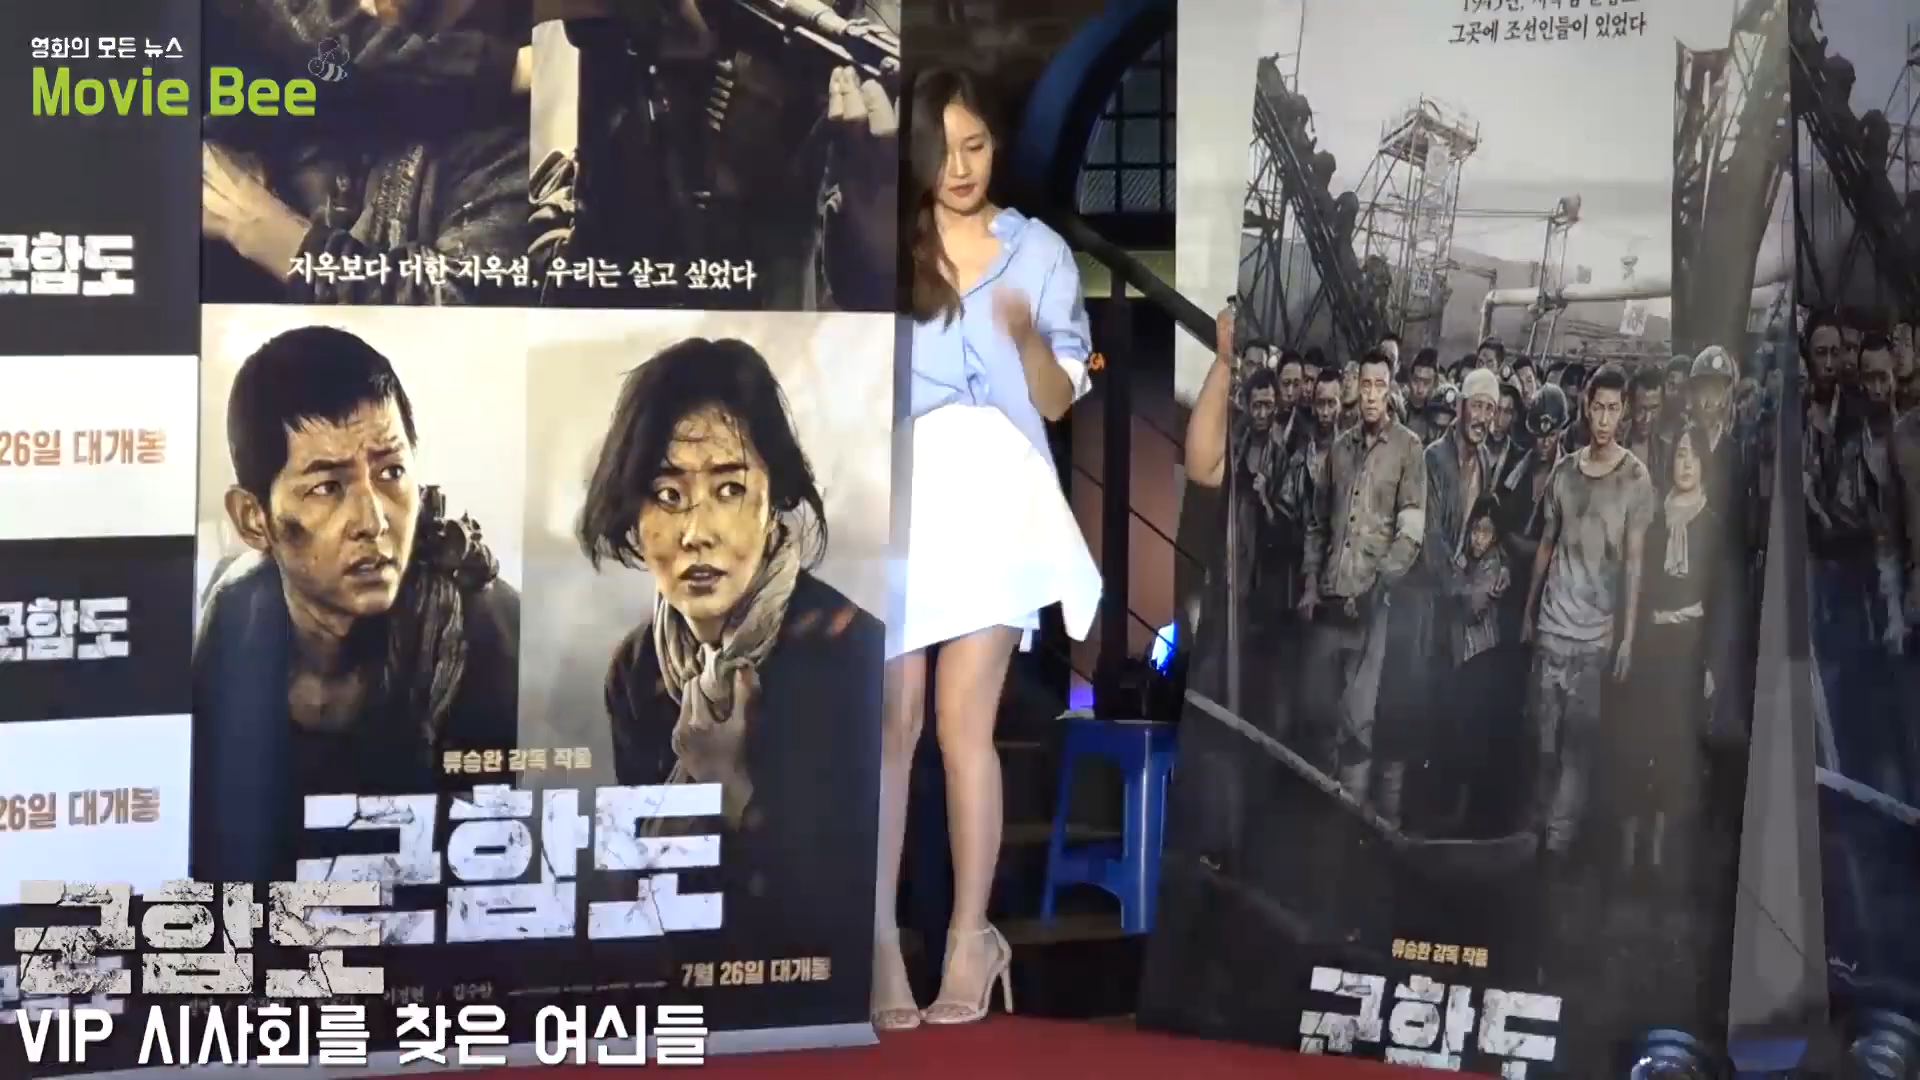 영화의 모든 뉴스
Movie Bee
그곳에 조선인들이 있었다
군함도
지옥보다 더한 지옥섬, 우리는 살고 싶었다
26일 대개봉
군함도
류승완 감독 작품
군함도
26일 대개봉
7월 26일 대개봉
류승완 감독 작품
군함도
군함도
VIP 시사회를 찾은 여신들